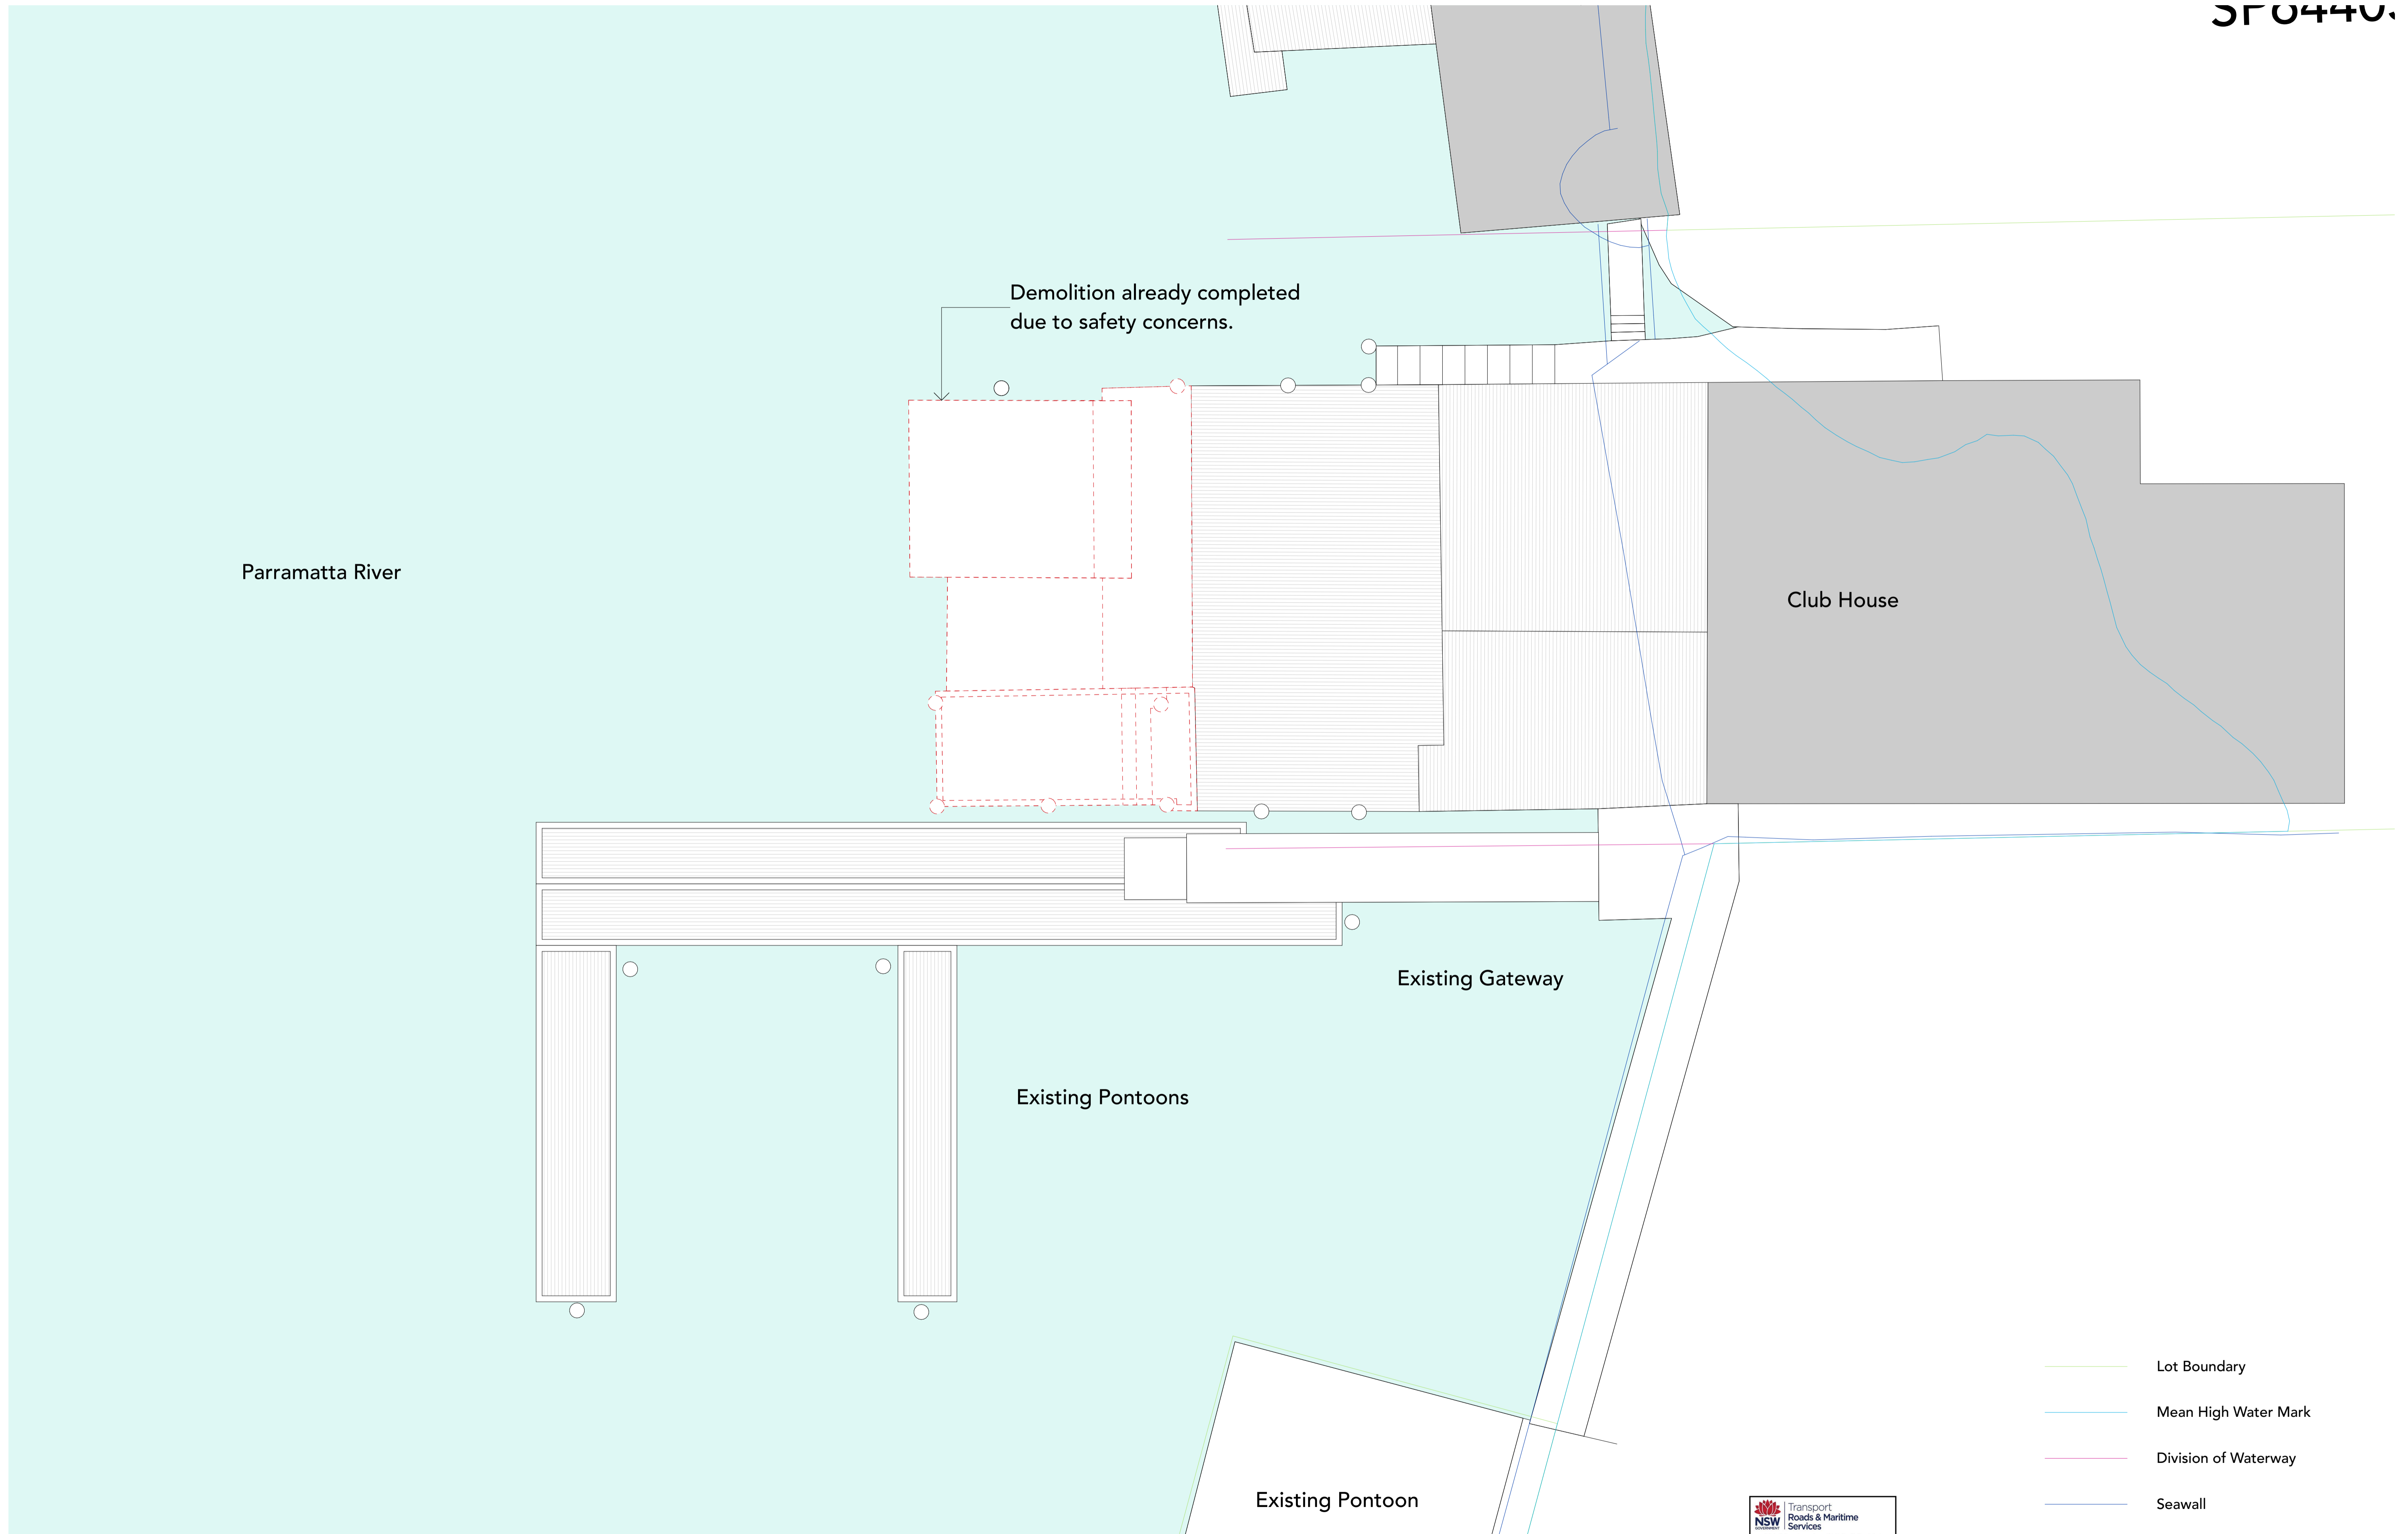 Demolition already completed
due to safety concerns.
Parramatta River
Club House
Existing Gateway
Existing Pontoons
Existing Pontoon
Lot Boundary
Mean High Water Mark
Division of Waterway
Seawall
NSW
GOVERNMENT
Transport
Roads & Maritime
Services